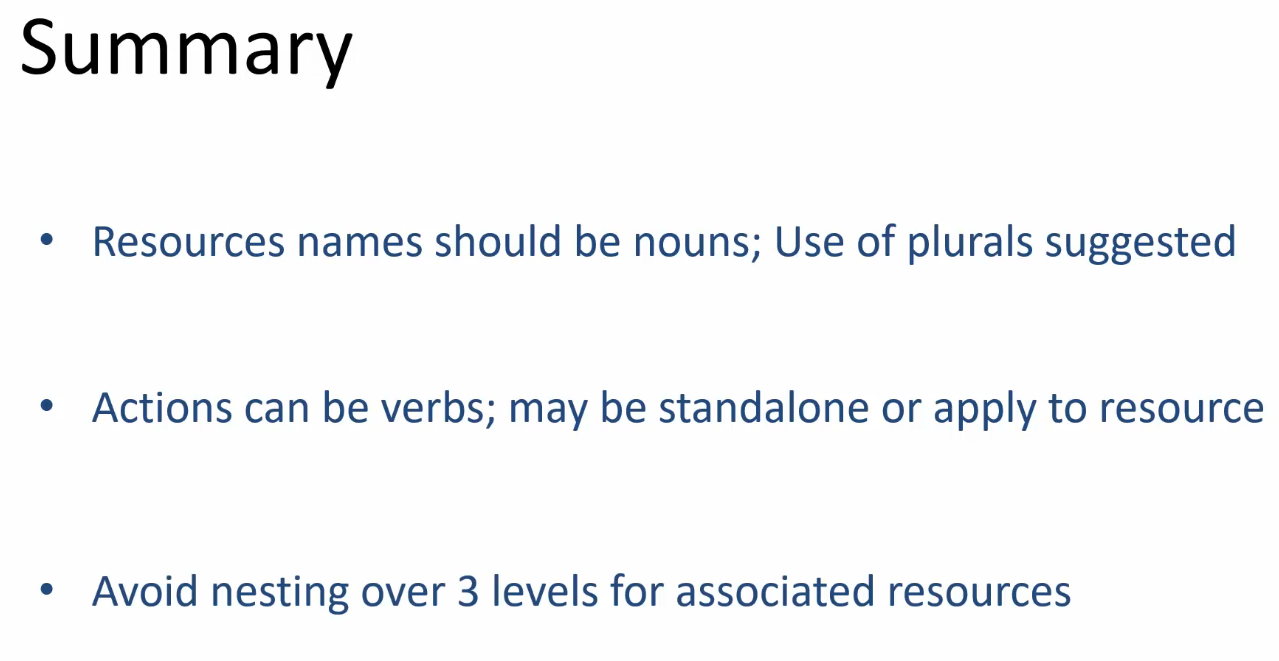 Summary
• Resources names should be nouns; Use of plurals suggested
• Actions can be verbs; may be standalone or apply to resource
• Avoid nesting over 3 levels for associated resources